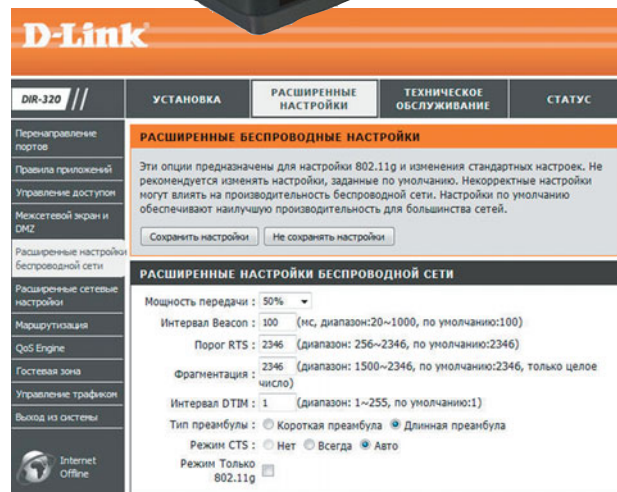 D-Link
DIR-320 //
УСТАНОВКА
РАСШИРЕННЫЕ
НАСТРОЙКИ
ТЕХНИЧЕСКОЕ
ОБСЛУЖИВАНИЕ
СТАТУС
Перенаправление
портов
Правила приложений
Управление доступом
Межсетевой экран и
DMZ
Расширенные настройки
беспроводной сети
Расширенные сетевые
настройки
Маршрутизация
QoS Engine
Гостевая зона
Управление трафиком
Выход из системы
Internet
Offline
РАСШИРЕННЫЕ БЕСПРОВОДНЫЕ НАСТРОЙКИ
Эти опции предназначены для настройки 802.11g и изменения стандартных настроек. Не
рекомендуется изменять настройки, заданные по умолчанию. Некорректные настройки
могут влиять на производительность беспроводной сети. Настройки по умолчанию
обеспечивают наилучшую производительность для большинства сетей.
Сохранить настройки Не сохранять настройки
РАСШИРЕННЫЕ НАСТРОЙКИ БЕСПРОВОДНОЙ СЕТИ
Мощность передачи : 50%
Интервал Beacon : 100 (мс, диапазон:20~1000, по умолчанию:100)
Порог RTS : 2346 (диапазон: 256~2346, по умолчанию:2346)
Фрагментация : 2346 (диапазон: 1500~2346, по умолчанию:2346, только целое
число)
Интервал DTIM : 1 (диапазон: 1~255, по умолчанию:1)
Тип преамбулы : Короткая преамбула Длинная преамбула
Режим CTS : Нет Всегда Авто
Режим Только
802.11g :